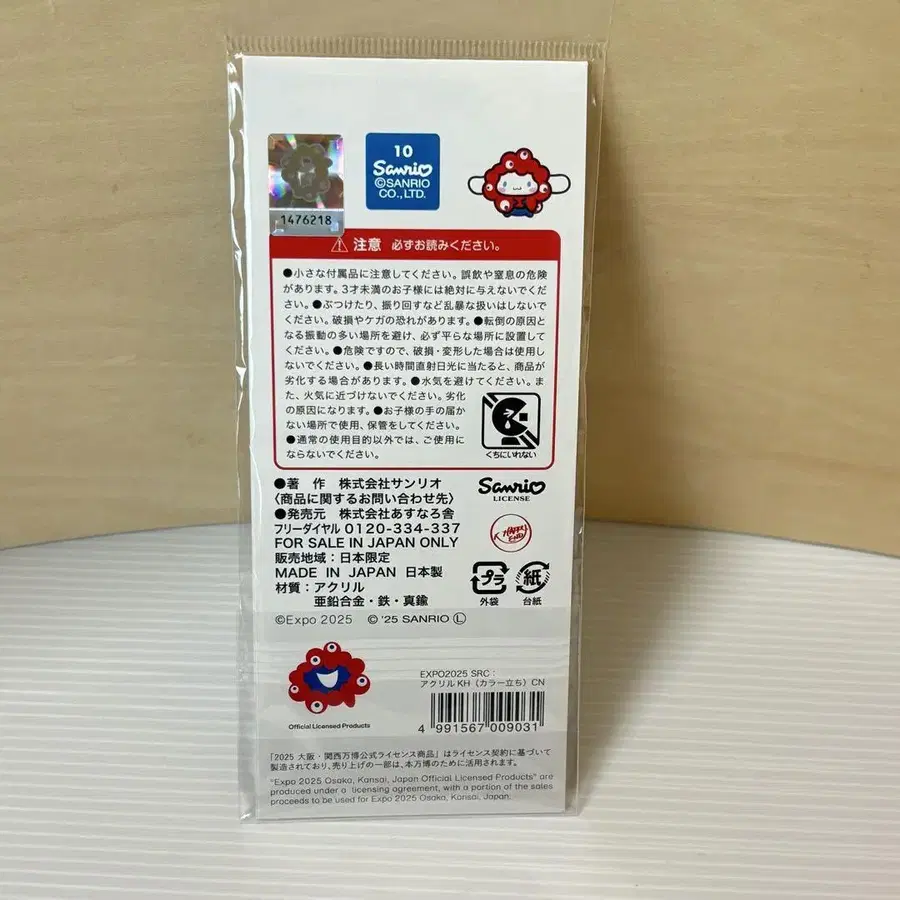 10
Sanrio
©SANRIO
CO., LTD.
1476218
注意 必ずお読みください。
●小さな付属品に注意してください。誤飲や窒息の危険
があります。3才未満のお子様には絶対に与えないでくだ
さい。●ぶつけたり、振り回すなど乱暴な扱いはしないで
ください。破損やケガの恐れがあります。●転倒の原因と
なる振動の多い場所を避け、必ず平らな場所に設置して
ください。●危険ですので、破損・変形した場合は使用し
ないでください。●長い時間直射日光に当たると、商品が
劣化する場合があります。●水気を避けてください。ま
た、火気に近づけないでください。劣化
の原因になります。●お子様の手の届か
ない場所で使用、保管をしてください。
●通常の使用目的以外では、ご使用に
ならないでください。
くちにいれない
●著 作 株式会社サンリオ
〈商品に関するお問い合わせ先〉
●発売元 株式会社あすなろ舎
フリーダイヤル 0120-334-337
FOR SALE IN JAPAN ONLY
販売地域：日本限定
MADE IN JAPAN 日本製
材質：アクリル
亜鉛合金・鉄・真鍮
Sanrio
LICENSE
プラ
外袋
紙
台紙
©Expo 2025 © '25 SANRIO Ⓛ
Official Licensed Products
EXPO2025 SRC：
アクリルKH（カラー立ち）CN
4 991567 009031
「2025 大阪・関西万博公式ライセンス商品」はライセンス契約に基づいて
製造されており、売り上げの一部は、本万博のために活用されます。
"Expo 2025 Osaka, Kansai, Japan Official Licensed Products" are
produced under a licensing agreement, with a portion of the sales
proceeds to be used for Expo 2025 Osaka, Kansai, Japan.